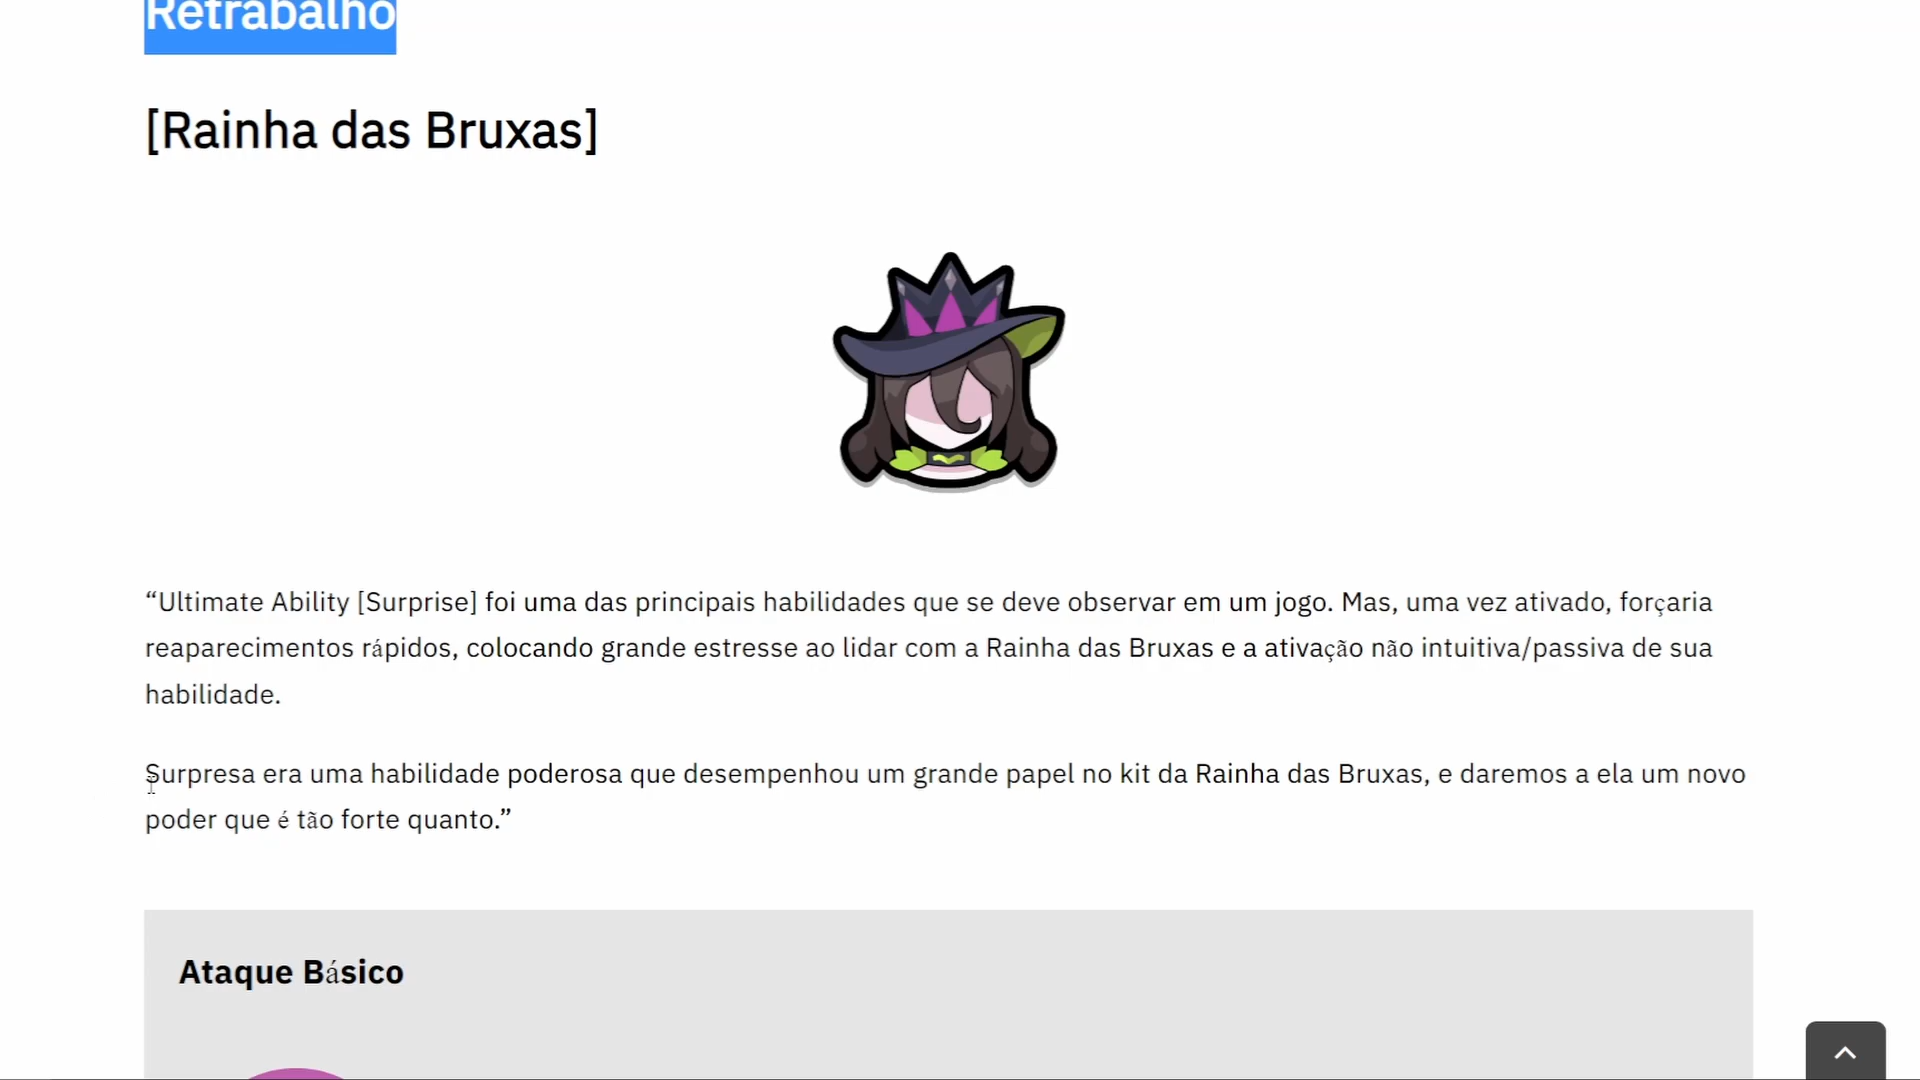 Retrabalho
[Rainha das Bruxas]
“Ultimate Ability [Surprise] foi uma das principais habilidades que se deve observar em um jogo. Mas, uma vez ativado, forçaria
reaparecimentos rápidos, colocando grande estresse ao lidar com a Rainha das Bruxas e a ativação não intuitiva/passiva de sua
habilidade.
Surpresa era uma habilidade poderosa que desempenhou um grande papel no kit da Rainha das Bruxas, e daremos a ela um novo
poder que é tão forte quanto.”
Ataque Básico